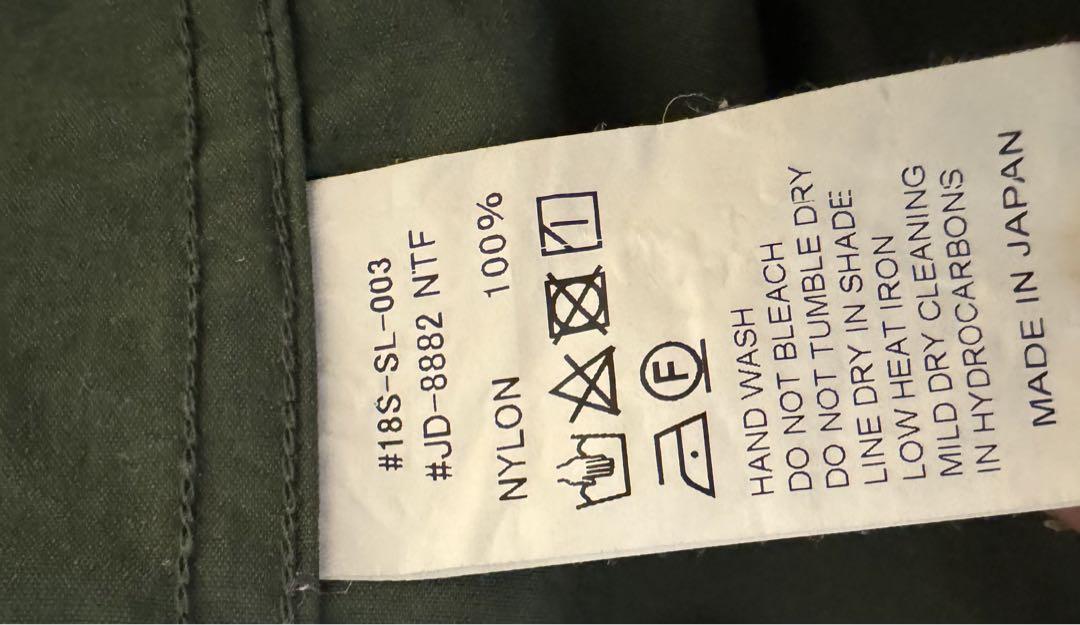 #18S-SL-003
#JD-8882 NTF
NYLON 100%
F
HAND WASH
DO NOT BLEACH
DO NOT TUMBLE DRY
LINE DRY IN SHADE
LOW HEAT IRON
MILD DRY CLEANING
IN HYDROCARBONS
MADE IN JAPAN